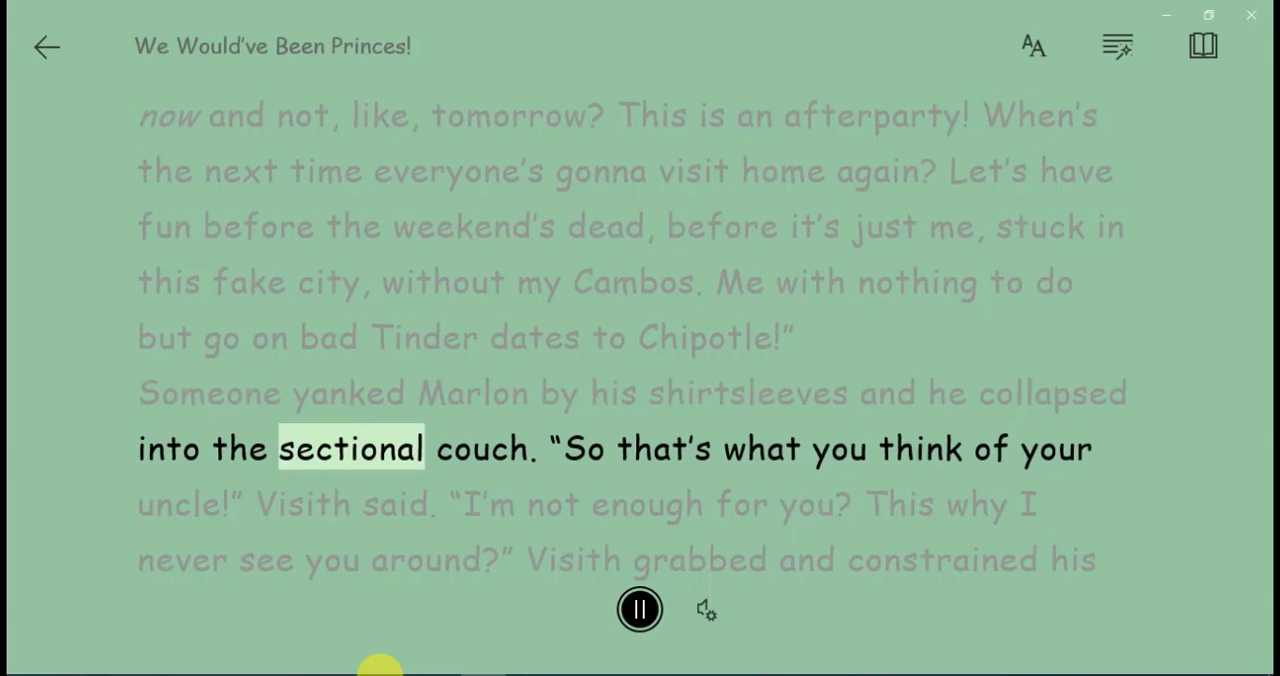 We Would've Been Princes!
AA
now and not, like, tomorrow? This is an afterparty! When's
the next time everyone's gonna visit home again? Let's have
fun before the weekend's dead, before it's just me, stuck in
this fake city, without my Cambos. Me with nothing to do
but go on bad Tinder dates to Chipotle!”
Someone yanked Marlon by his shirtsleeves and he collapsed
into the sectional couch. “So that's what you think of your
uncle!” Visith said. “I'm not enough for you? This why I
never see you around?” Visith grabbed and constrained his